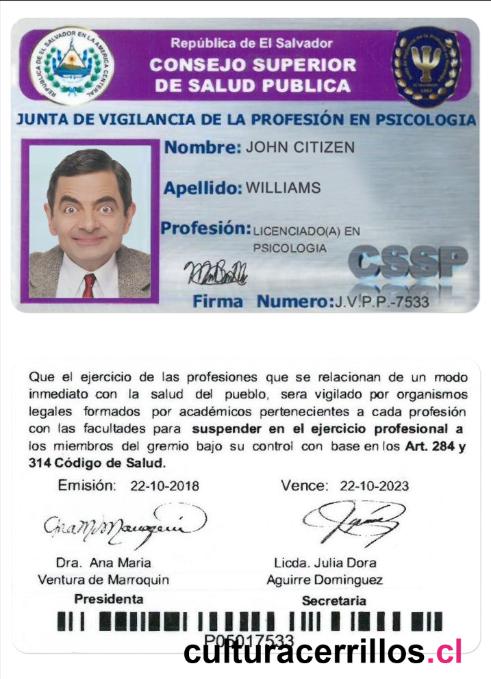 República de El Salvador
CONSEJO SUPERIOR
DE SALUD PUBLICA
REPUBLICA DE EL SALVADOR EN LA AMERICA CENTRAL
JUNTA DE VIGILANCIA DE LA PROFESIÓN EN PSICOLOGIA
Nombre: JOHN CITIZEN
Apellido: WILLIAMS
Profesión: LICENCIADO(A) EN
PSICOLOGIA
CSSP
Firma Numero: J.V.P.P.-7533
Que el ejercicio de las profesiones que se relacionan de un modo
inmediato con la salud del pueblo, sera vigilado por organismos
legales formados por académicos pertenecientes a cada profesión
con las facultades para suspender en el ejercicio profesional a
los miembros del gremio bajo su control con base en los Art. 284 y
314 Código de Salud.
Emisión: 22-10-2018 Vence: 22-10-2023
Dra. Ana Maria Licda. Julia Dora
Ventura de Marroquin Aguirre Dominguez
Presidenta Secretaria
P05017533
culturacerrillos.cl